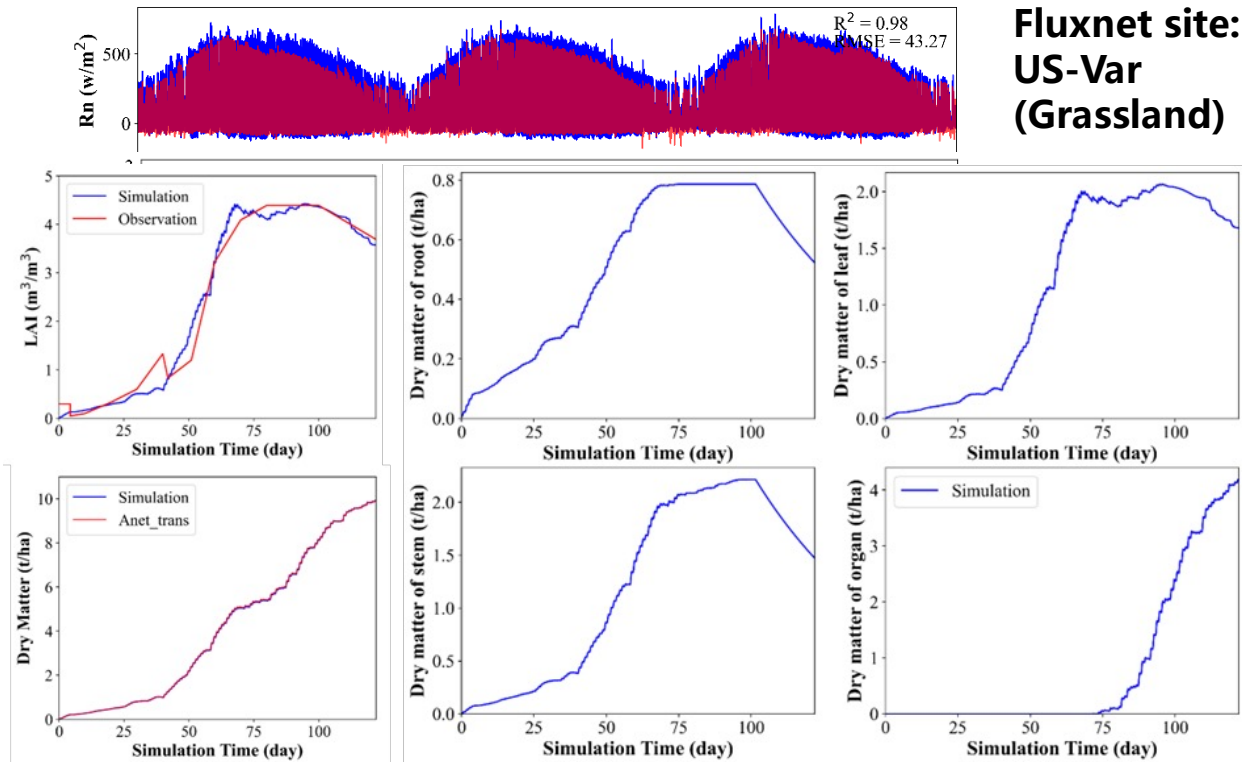 R² = 0.98
RMSE = 43.27
500
0
Rn (w/m²)
Fluxnet site:
US-Var
(Grassland)
5
4
3
2
1
0
LAI (m³/m³)
Simulation
Observation
0 25 50 75 100
Simulation Time (day)
0.8
0.6
0.4
0.2
0.0
Dry matter of root (t/ha)
0 25 50 75 100
Simulation Time (day)
2.0
1.5
1.0
0.5
0.0
Dry matter of leaf (t/ha)
0 25 50 75 100
Simulation Time (day)
10
8
6
4
2
0
Dry Matter (t/ha)
Simulation
Anet_trans
0 25 50 75 100
Simulation Time (day)
2.0
1.5
1.0
0.5
0.0
Dry matter of stem (t/ha)
0 25 50 75 100
Simulation Time (day)
4
3
2
1
0
Dry matter of organ (t/ha)
Simulation
0 25 50 75 100
Simulation Time (day)